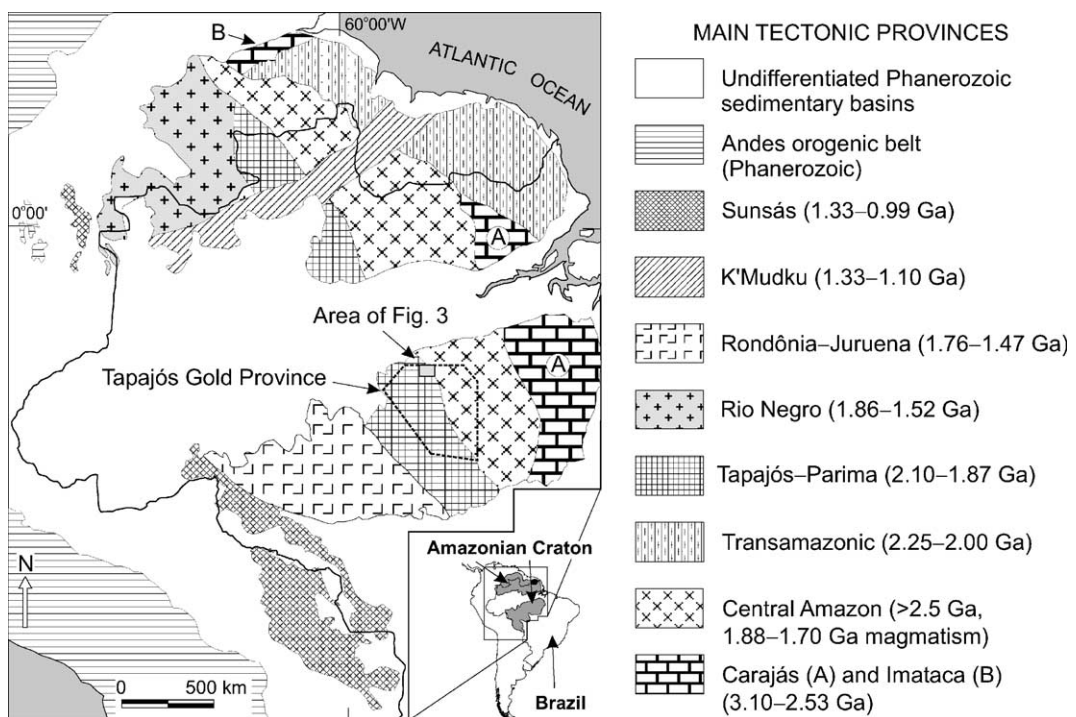 B
60°00'W
ATLANTIC OCEAN
0°00'
A
Area of Fig. 3
Tapajós Gold Province
A
N
Amazonian Craton
Brazil
0 500 km
MAIN TECTONIC PROVINCES
Undifferentiated Phanerozoic
sedimentary basins
Andes orogenic belt
(Phanerozoic)
Sunsás (1.33–0.99 Ga)
K'Mudku (1.33–1.10 Ga)
Rondônia–Juruena (1.76–1.47 Ga)
Rio Negro (1.86–1.52 Ga)
Tapajós–Parima (2.10–1.87 Ga)
Transamazonic (2.25–2.00 Ga)
Central Amazon (>2.5 Ga,
1.88–1.70 Ga magmatism)
Carajás (A) and Imataca (B)
(3.10–2.53 Ga)